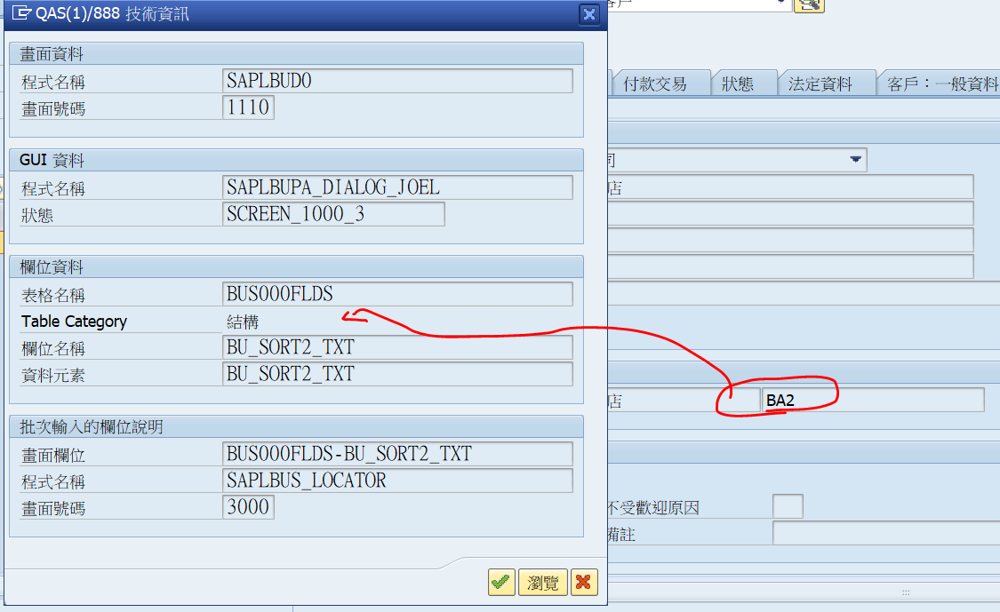 QAS(1)/888 技術資訊
畫面資料
程式名稱 SAPLBUD0
畫面號碼 1110
GUI 資料
程式名稱 SAPLBUPA_DIALOG_JOEL
狀態 SCREEN_1000_3
欄位資料
表格名稱 BUS000FLDS
Table Category 結構
欄位名稱 BU_SORT2_TXT
資料元素 BU_SORT2_TXT
批次輸入的欄位說明
畫面欄位 BUS000FLDS-BU_SORT2_TXT
程式名稱 SAPLBUS_LOCATOR
畫面號碼 3000
瀏覽
付款交易 狀態 法定資料 客戶：一般資料
司
店
店 BA2
不受歡迎原因
備註